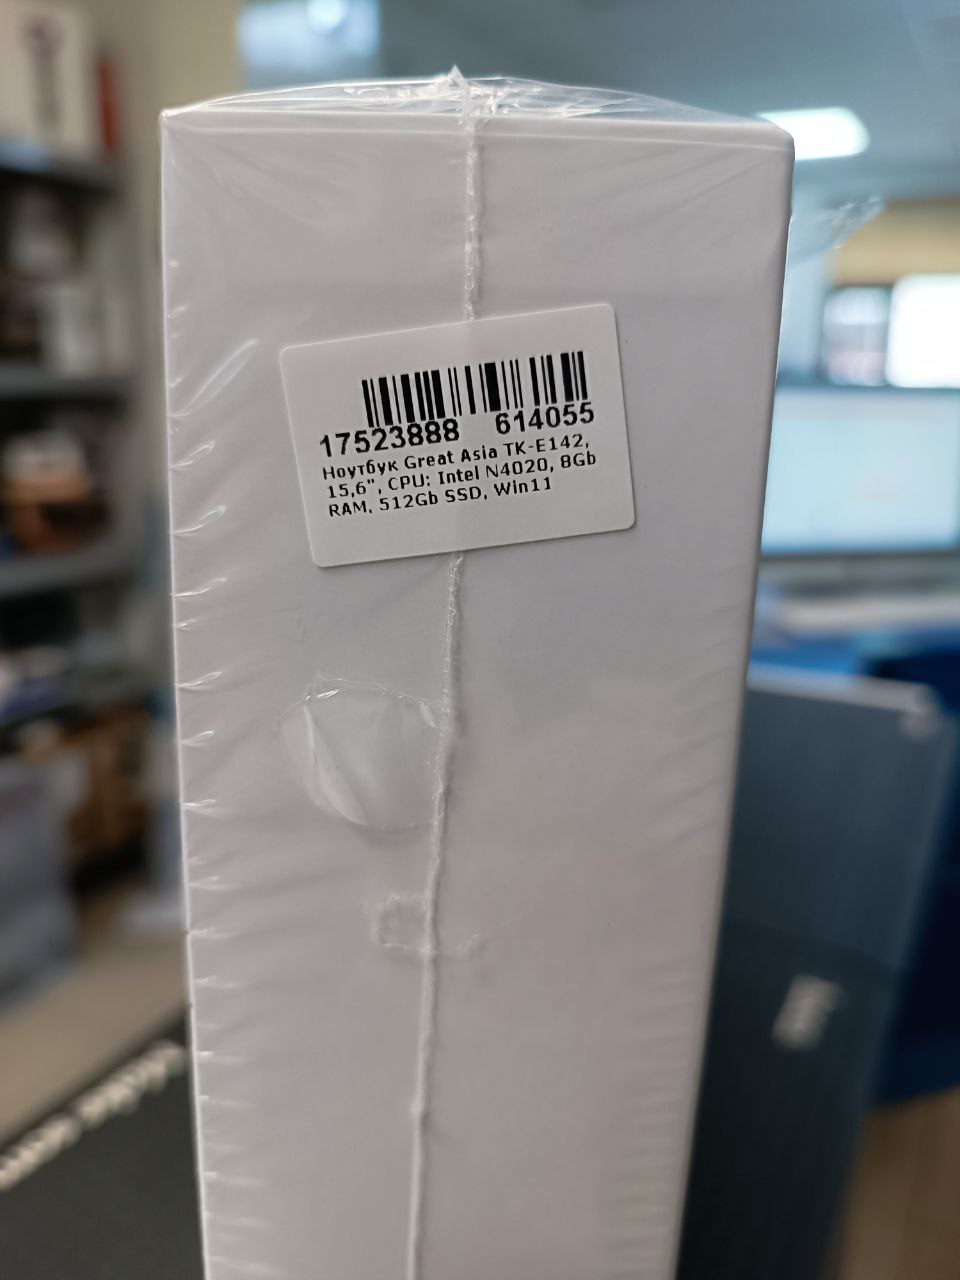 17523888 614055
Ноутбук Great Asia TK-E142,
15,6", CPU: Intel N4020, 8Gb
RAM, 512Gb SSD, Win11